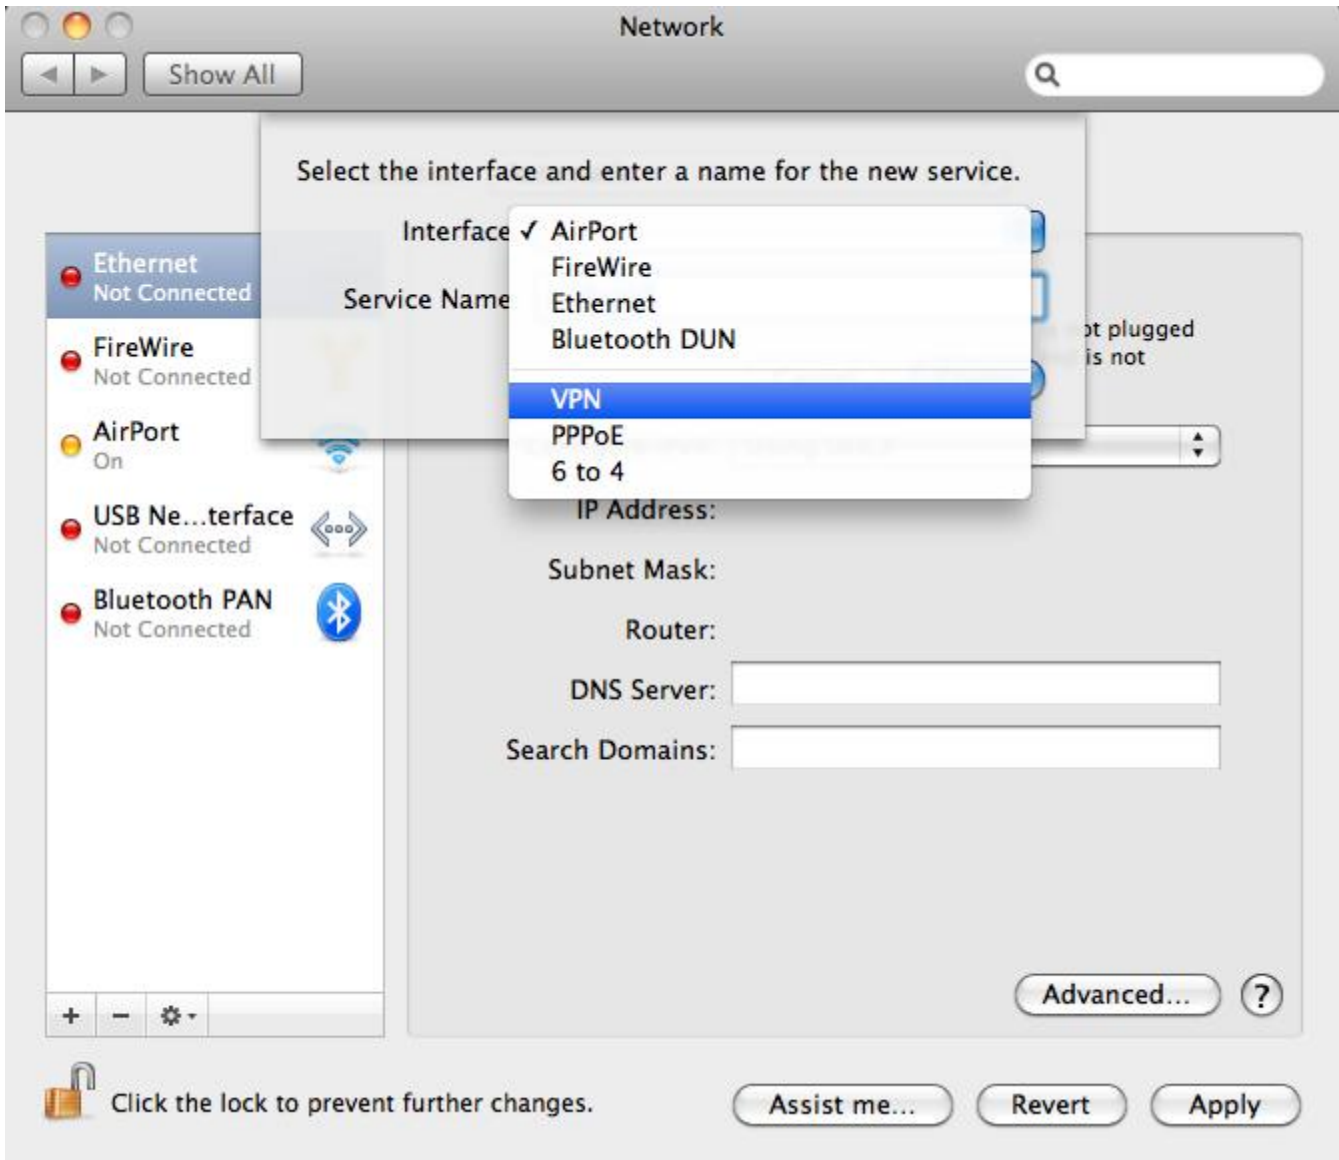 Network
Show All
Select the interface and enter a name for the new service.
Interface ✓ AirPort
FireWire
Service Name
Ethernet
Bluetooth DUN
VPN
PPPoE
6 to 4
Ethernet
Not Connected
FireWire
Not Connected
AirPort
On
USB Ne...terface
Not Connected
Bluetooth PAN
Not Connected
plugged
is not
IP Address:
Subnet Mask:
Router:
DNS Server:
Search Domains:
Advanced...
?
Click the lock to prevent further changes.
Assist me...
Revert
Apply